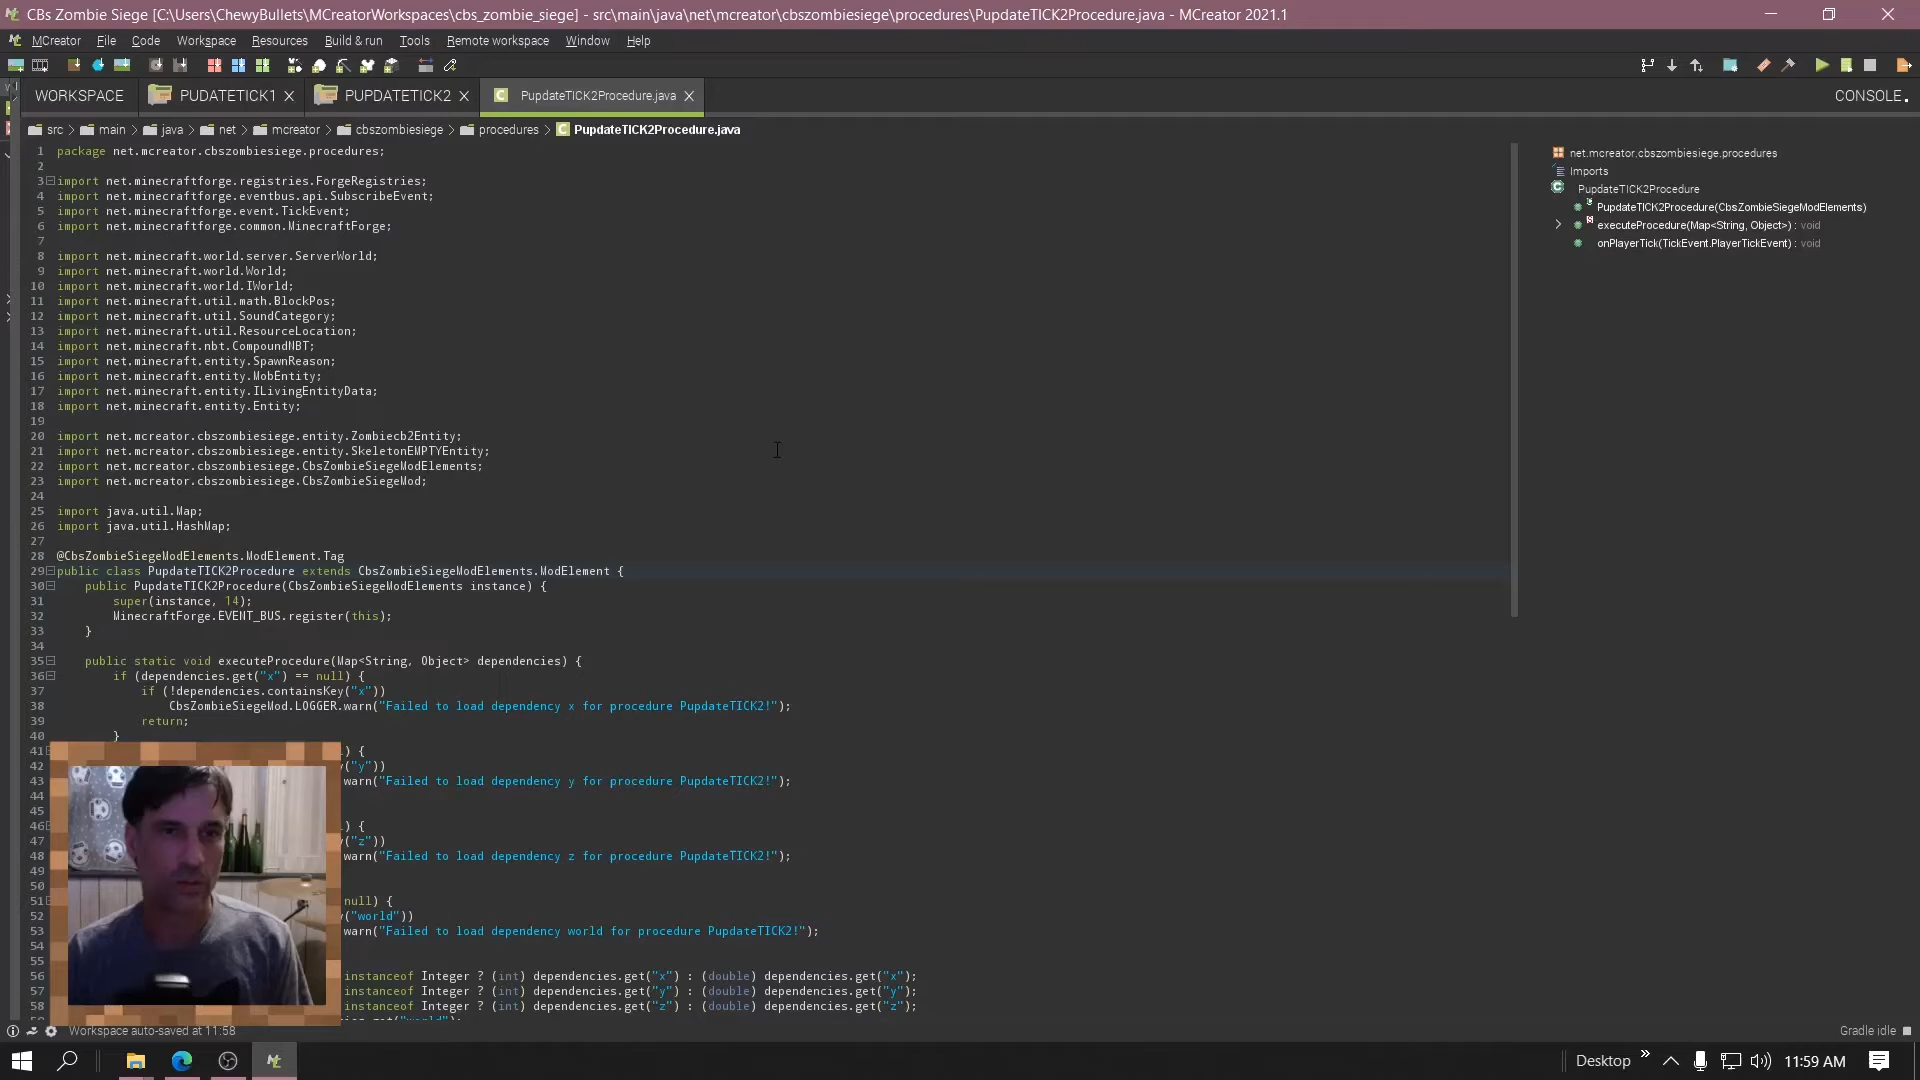 CBs Zombie Siege [C:\Users\ChewyBullets\MCreatorWorkspaces\cbs_zombie_siege] - src\main\java\net\mcreator\cbszombiesiege\procedures\PupdateTICK2Procedure.java - MCreator 2021.1
MCreator File Code Workspace Resources Build & run Tools Remote workspace Window Help
WORKSPACE PUDATETICK1 PUPDATETICK2 PupdateTICK2Procedure.java CONSOLE
src > main > java > net > mcreator > cbszombiesiege > procedures > PupdateTICK2Procedure.java
1 package net.mcreator.cbszombiesiege.procedures;
2
3 import net.minecraftforge.registries.ForgeRegistries;
4 import net.minecraftforge.eventbus.api.SubscribeEvent;
5 import net.minecraftforge.event.TickEvent;
6 import net.minecraftforge.common.MinecraftForge;
7
8 import net.minecraft.world.server.ServerWorld;
9 import net.minecraft.world.World;
10 import net.minecraft.world.IWorld;
11 import net.minecraft.util.math.BlockPos;
12 import net.minecraft.util.SoundCategory;
13 import net.minecraft.util.ResourceLocation;
14 import net.minecraft.nbt.CompoundNBT;
15 import net.minecraft.entity.SpawnReason;
16 import net.minecraft.entity.MobEntity;
17 import net.minecraft.entity.ILivingEntityData;
18 import net.minecraft.entity.Entity;
19
20 import net.mcreator.cbszombiesiege.entity.Zombiecb2Entity;
21 import net.mcreator.cbszombiesiege.entity.SkeletonEMPTYEntity;
22 import net.mcreator.cbszombiesiege.CbsZombieSiegeModElements;
23 import net.mcreator.cbszombiesiege.CbsZombieSiegeMod;
24
25 import java.util.Map;
26 import java.util.HashMap;
27
28 @CbsZombieSiegeModElements.ModElement.Tag
29 public class PupdateTICK2Procedure extends CbsZombieSiegeModElements.ModElement {
30 public PupdateTICK2Procedure(CbsZombieSiegeModElements instance) {
31 super(instance, 14);
32 MinecraftForge.EVENT_BUS.register(this);
33 }
34
35 public static void executeProcedure(Map<String, Object> dependencies) {
36 if (dependencies.get("x") == null) {
37 if (!dependencies.containsKey("x"))
38 CbsZombieSiegeMod.LOGGER.warn("Failed to load dependency x for procedure PupdateTICK2!");
39 return;
40 }
41 ) {
42 ("y"))
43 warn("Failed to load dependency y for procedure PupdateTICK2!");
44
45
46 ) {
47 ("z"))
48 warn("Failed to load dependency z for procedure PupdateTICK2!");
49
50
51 null) {
52 ("world"))
53 warn("Failed to load dependency world for procedure PupdateTICK2!");
54
55
56 instanceof Integer ? (int) dependencies.get("x") : (double) dependencies.get("x");
57 instanceof Integer ? (int) dependencies.get("y") : (double) dependencies.get("y");
58 instanceof Integer ? (int) dependencies.get("z") : (double) dependencies.get("z");
net.mcreator.cbszombiesiege.procedures
Imports
PupdateTICK2Procedure
PupdateTICK2Procedure(CbsZombieSiegeModElements)
executeProcedure(Map<String, Object>) : void
onPlayerTick(TickEvent.PlayerTickEvent) : void
Workspace auto-saved at 11:58
Gradle idle
Desktop 11:59 AM